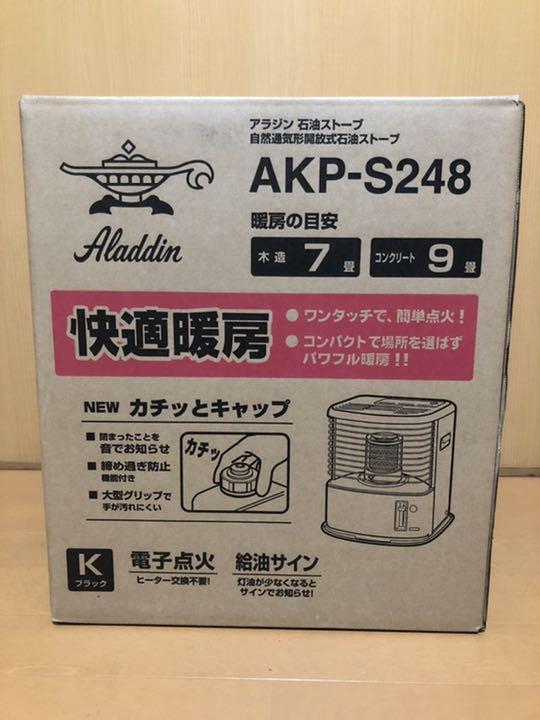 アラジン 石油ストーブ
自然通気形開放式石油ストーブ
AKP-S248
Aladdin
暖房の目安
木造 7畳 コンクリート 9畳
快適暖房
● ワンタッチで、簡単点火!
● コンパクトで場所を選ばず
パワフル暖房!!
NEW カチッとキャップ
■ 閉まったことを
音でお知らせ
■ 締め過ぎ防止
機能付き
■ 大型グリップで
手が汚れにくい
カチッ
K
ブラック
電子点火
ヒーター交換不要!
給油サイン
灯油が少なくなると
サインでお知らせ!